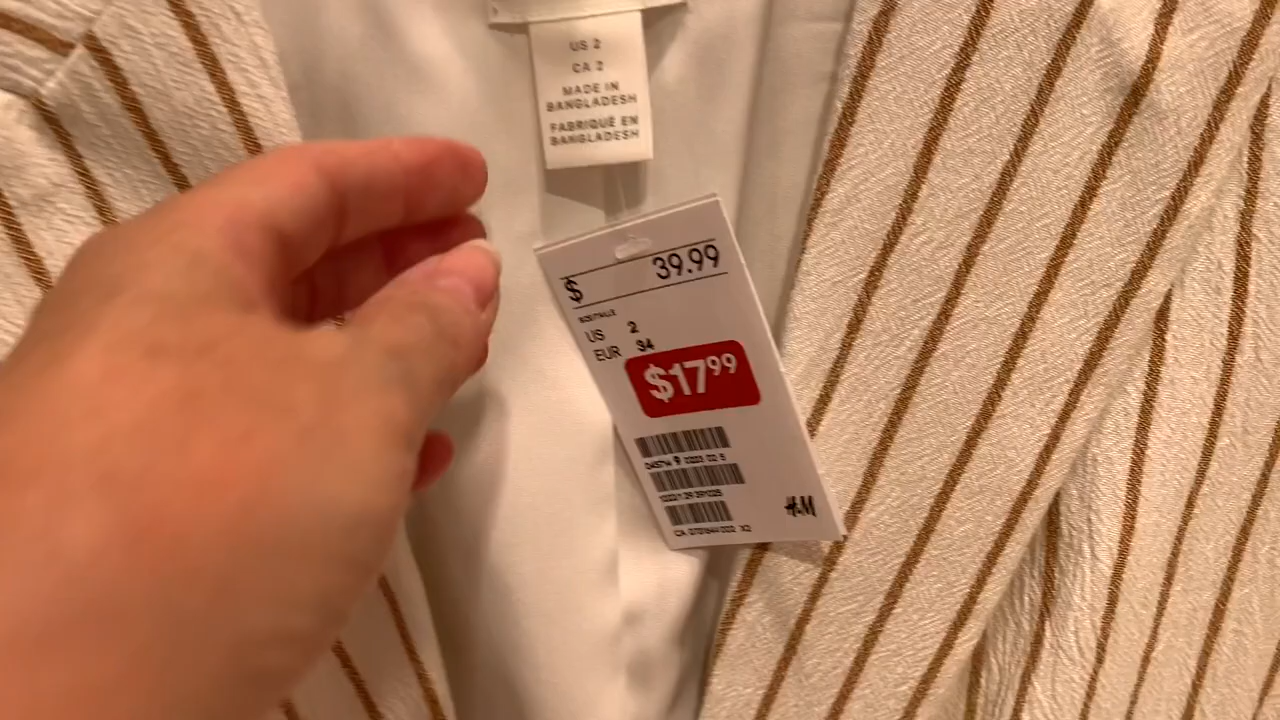 US 2
CA 2
MADE IN
BANGLADESH
FABRIQUÉ EN
BANGLADESH
$ 39.99
US 2
EUR 34
$17.99
H&M